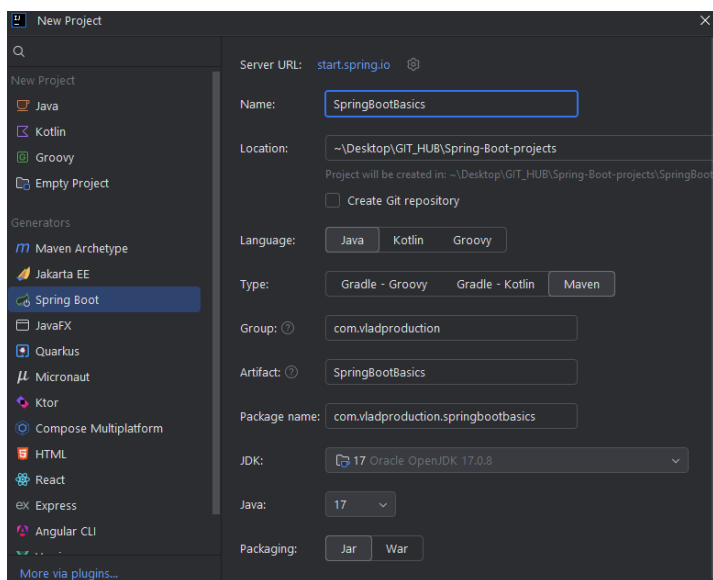 New Project
New Project
Java
Kotlin
Groovy
Empty Project
Generators
Maven Archetype
Jakarta EE
Spring Boot
JavaFX
Quarkus
Micronaut
Ktor
Compose Multiplatform
HTML
React
Express
Angular CLI
More via plugins...
Server URL: start.spring.io
Name: SpringBootBasics
Location: ~\Desktop\GIT_HUB\Spring-Boot-projects
Project will be created in: ~\Desktop\GIT_HUB\Spring-Boot-projects\SpringBoot
Create Git repository
Language: Java Kotlin Groovy
Type: Gradle - Groovy Gradle - Kotlin Maven
Group: com.vladproduction
Artifact: SpringBootBasics
Package name: com.vladproduction.springbootbasics
JDK: 17 Oracle OpenJDK 17.0.8
Java: 17
Packaging: Jar War